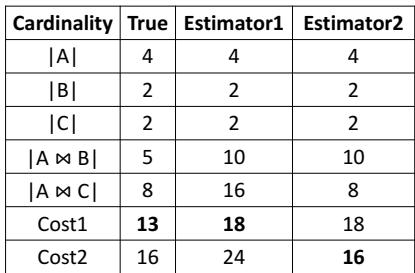 Cardinality True Estimator1 Estimator2
|A| 4 4 4
|B| 2 2 2
|C| 2 2 2
|A ⋈ B| 5 10 10
|A ⋈ C| 8 16 8
Cost1 13 18 18
Cost2 16 24 16